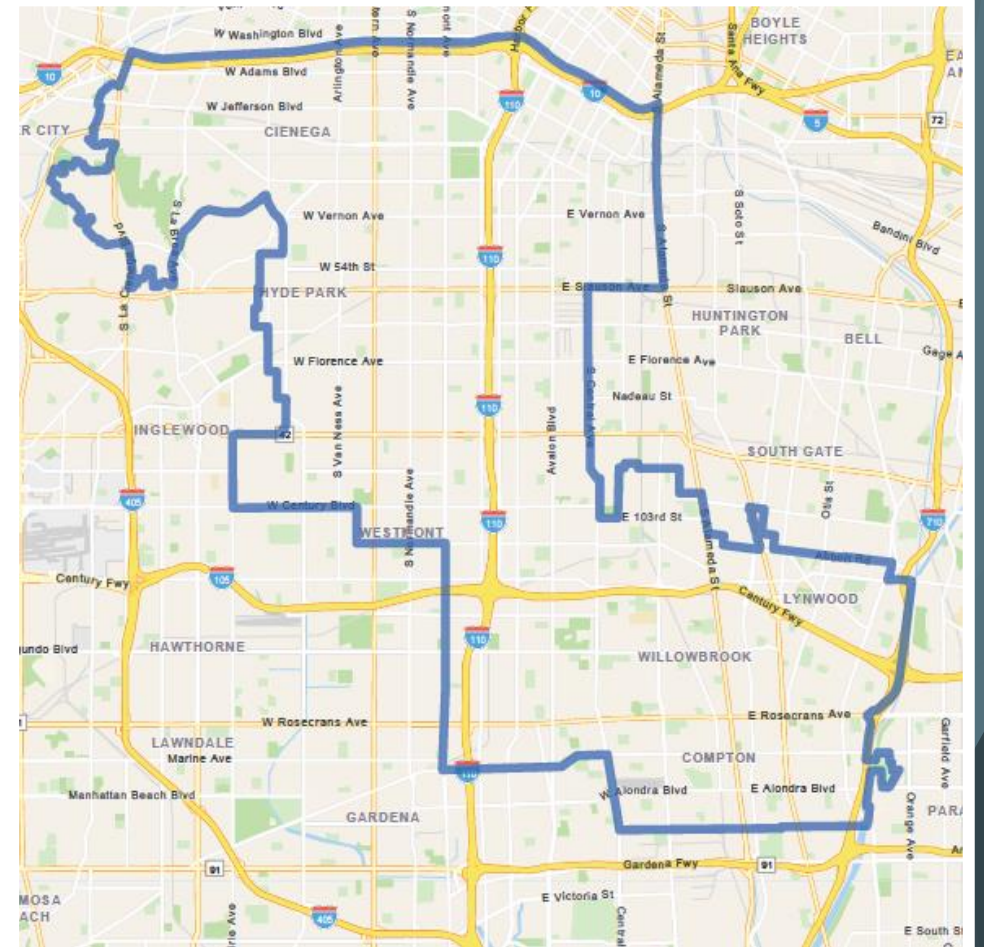 BOYLE
HEIGHTS
W Washington Blvd
10
W Adams Blvd
Arlington Ave
S Normandie Ave
Alameda St
Santa Ana Fwy
10
110
5
72
W Jefferson Blvd
CIENEGA
R CITY
S La Brea Ave
W Vernon Ave
E Vernon Ave
S Soto St
Bandini Blvd
110
W 54th St
S Alameda St
HYDE PARK
E Slauson Ave
Slauson Ave
HUNTINGTON
PARK
BELL
W Florence Ave
E Florence Ave
Gage A
Nadeau St
S Central Ave
110
S Van Ness Ave
Avalon Blvd
INGLEWOOD
42
SOUTH GATE
Otis St
405
W Century Blvd
E 103rd St
110
710
WESTMONT
S Normandie Ave
S Alameda St
Abbott Rd
Century Fwy
105
Century Fwy
LYNWOOD
110
HAWTHORNE
WILLOWBROOK
W Rosecrans Ave
E Rosecrans Ave
LAWNDALE
Marine Ave
COMPTON
Garfield Ave
110
Manhattan Beach Blvd
W Alondra Blvd
E Alondra Blvd
Orange Ave
PARA
GARDENA
91
Gardena Fwy
91
MOSA
ACH
E Victoria St
405
Central
E South S